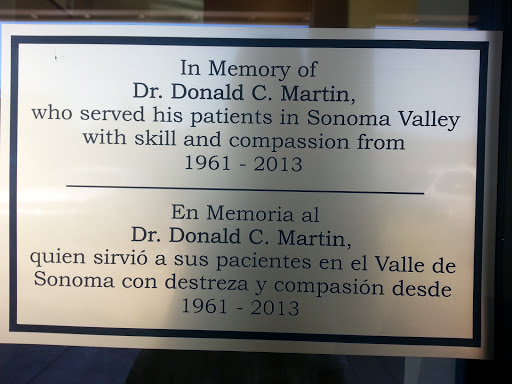 In Memory of
Dr. Donald C. Martin,
who served his patients in Sonoma Valley
with skill and compassion from
1961 - 2013
En Memoria al
Dr. Donald C. Martin,
quien sirvió a sus pacientes en el Valle de
Sonoma con destreza y compasión desde
1961 - 2013